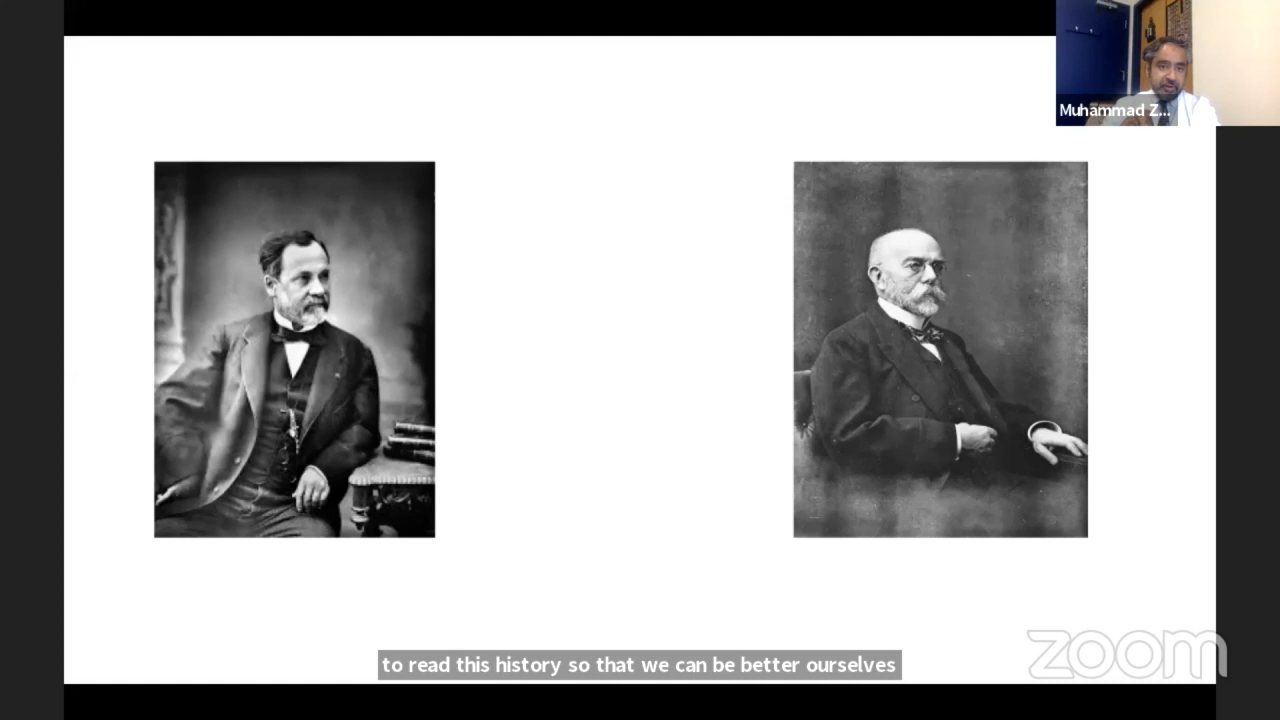 Muhammad Z...
to read this history so that we can be better ourselves
zoom